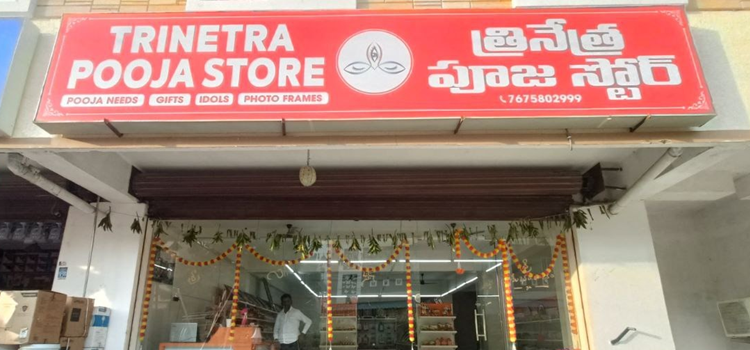 TRINETRA
POOJA STORE
POOJA NEEDS GIFTS IDOLS PHOTO FRAMES
త్రినేత్ర
పూజ స్టోర్
7675802999